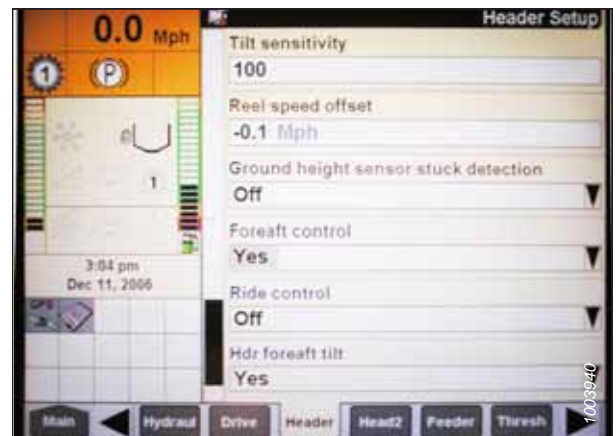 0.0 Mph
1
P
1
3:04 pm
Dec 11, 2006
Header Setup
Tilt sensitivity
100
Reel speed offset
-0.1 Mph
Ground height sensor stuck detection
Off
Foreaft control
Yes
Ride control
Off
Hdr foreaft tilt
Yes
Main
Hydraul
Drive
Header
Head2
Feeder
Thresh
1003940